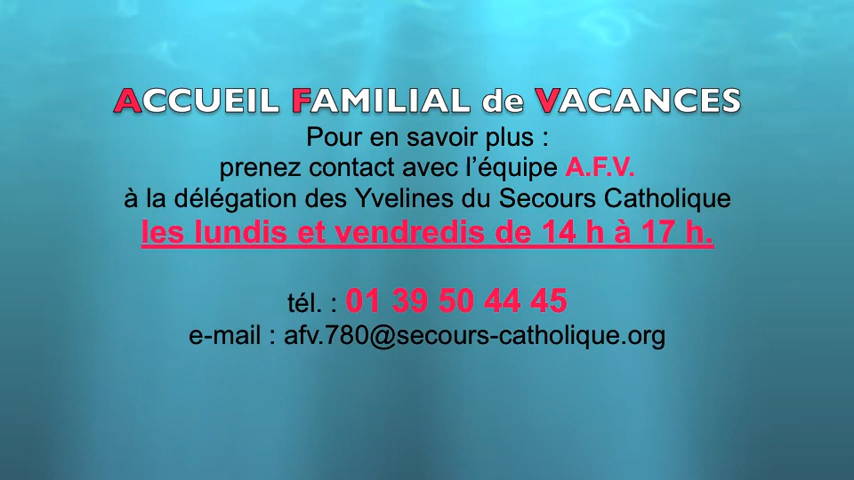 ACCUEIL FAMILIAL de VACANCES
Pour en savoir plus :
prenez contact avec l’équipe A.F.V.
à la délégation des Yvelines du Secours Catholique
les lundis et vendredis de 14 h à 17 h.
tél. : 01 39 50 44 45
e-mail : afv.780@secours-catholique.org